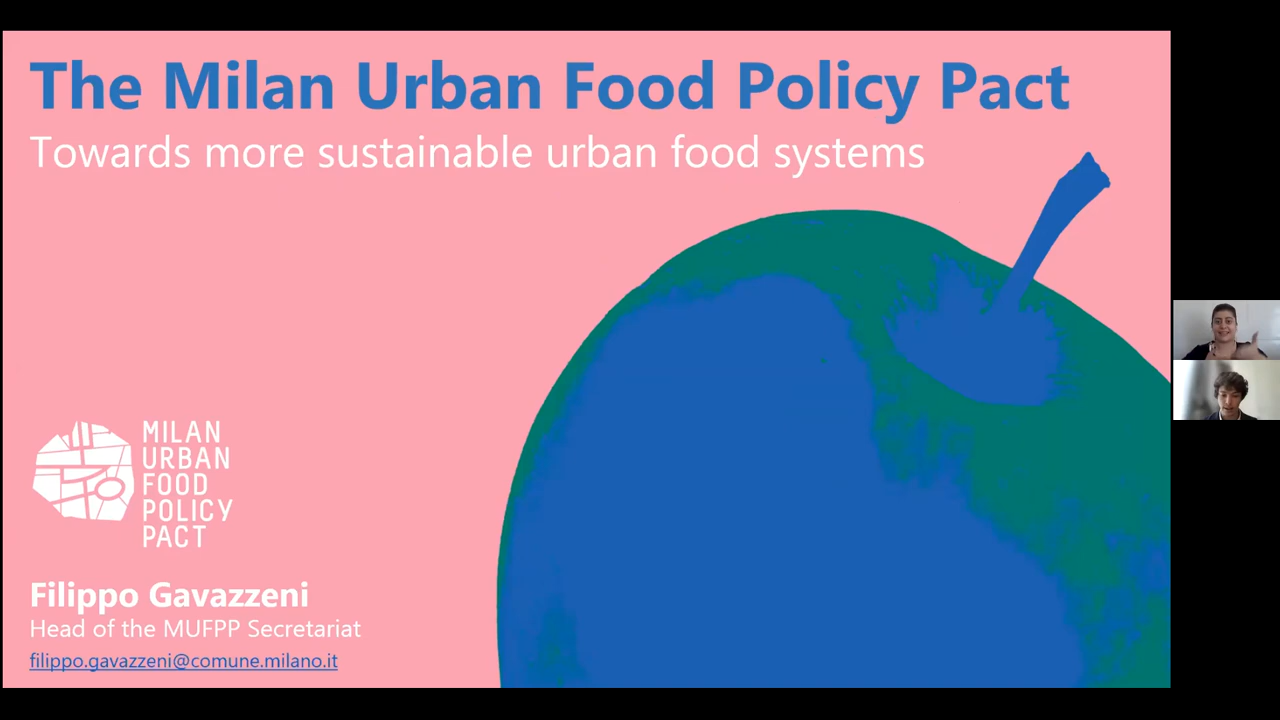 The Milan Urban Food Policy Pact
Towards more sustainable urban food systems
MILAN
URBAN
FOOD
POLICY
PACT
Filippo Gavazzeni
Head of the MUFPP Secretariat
filippo.gavazzeni@comune.milano.it